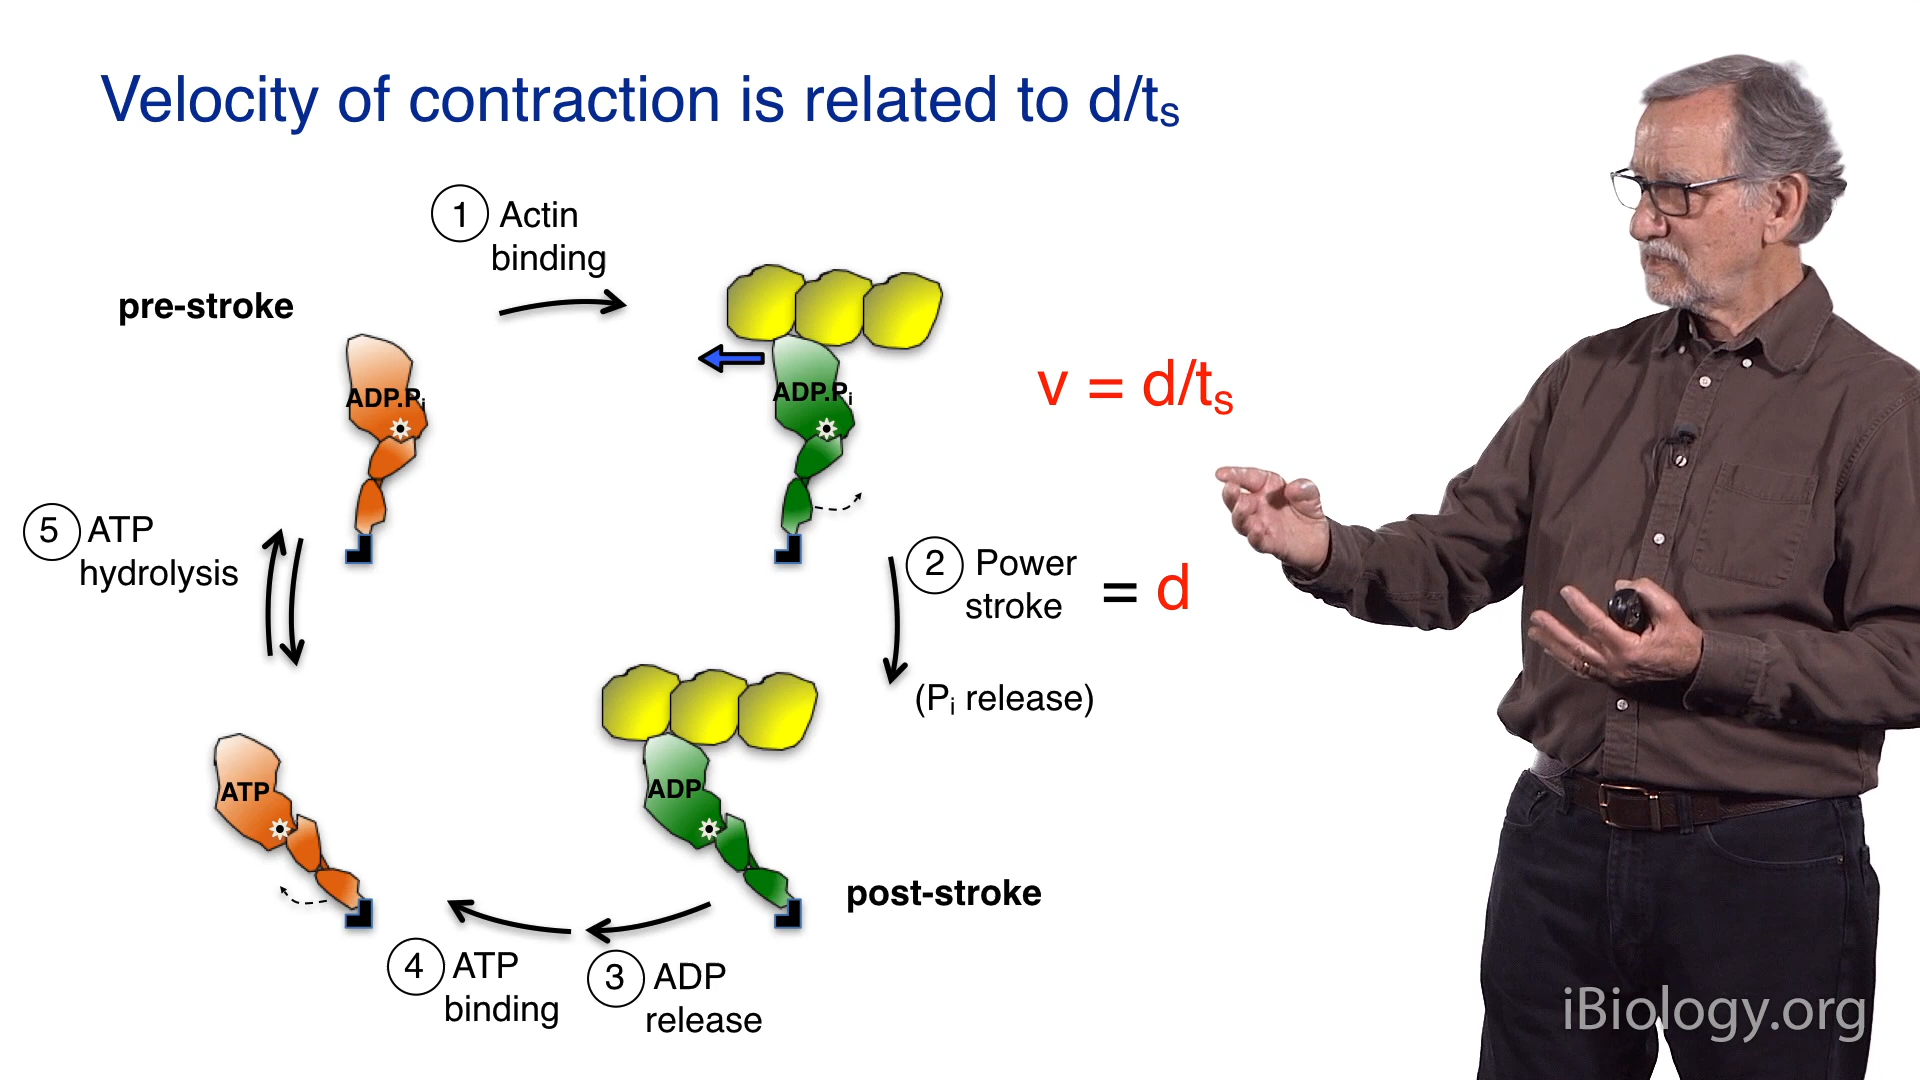 Velocity of contraction is related to d/tₛ
1 Actin
binding
pre-stroke
ADP.Pᵢ
ADP.Pᵢ
v = d/tₛ
5 ATP
hydrolysis
2 Power
stroke
= d
(Pᵢ release)
ATP
ADP
post-stroke
4 ATP
binding
3 ADP
release
iBiology.org